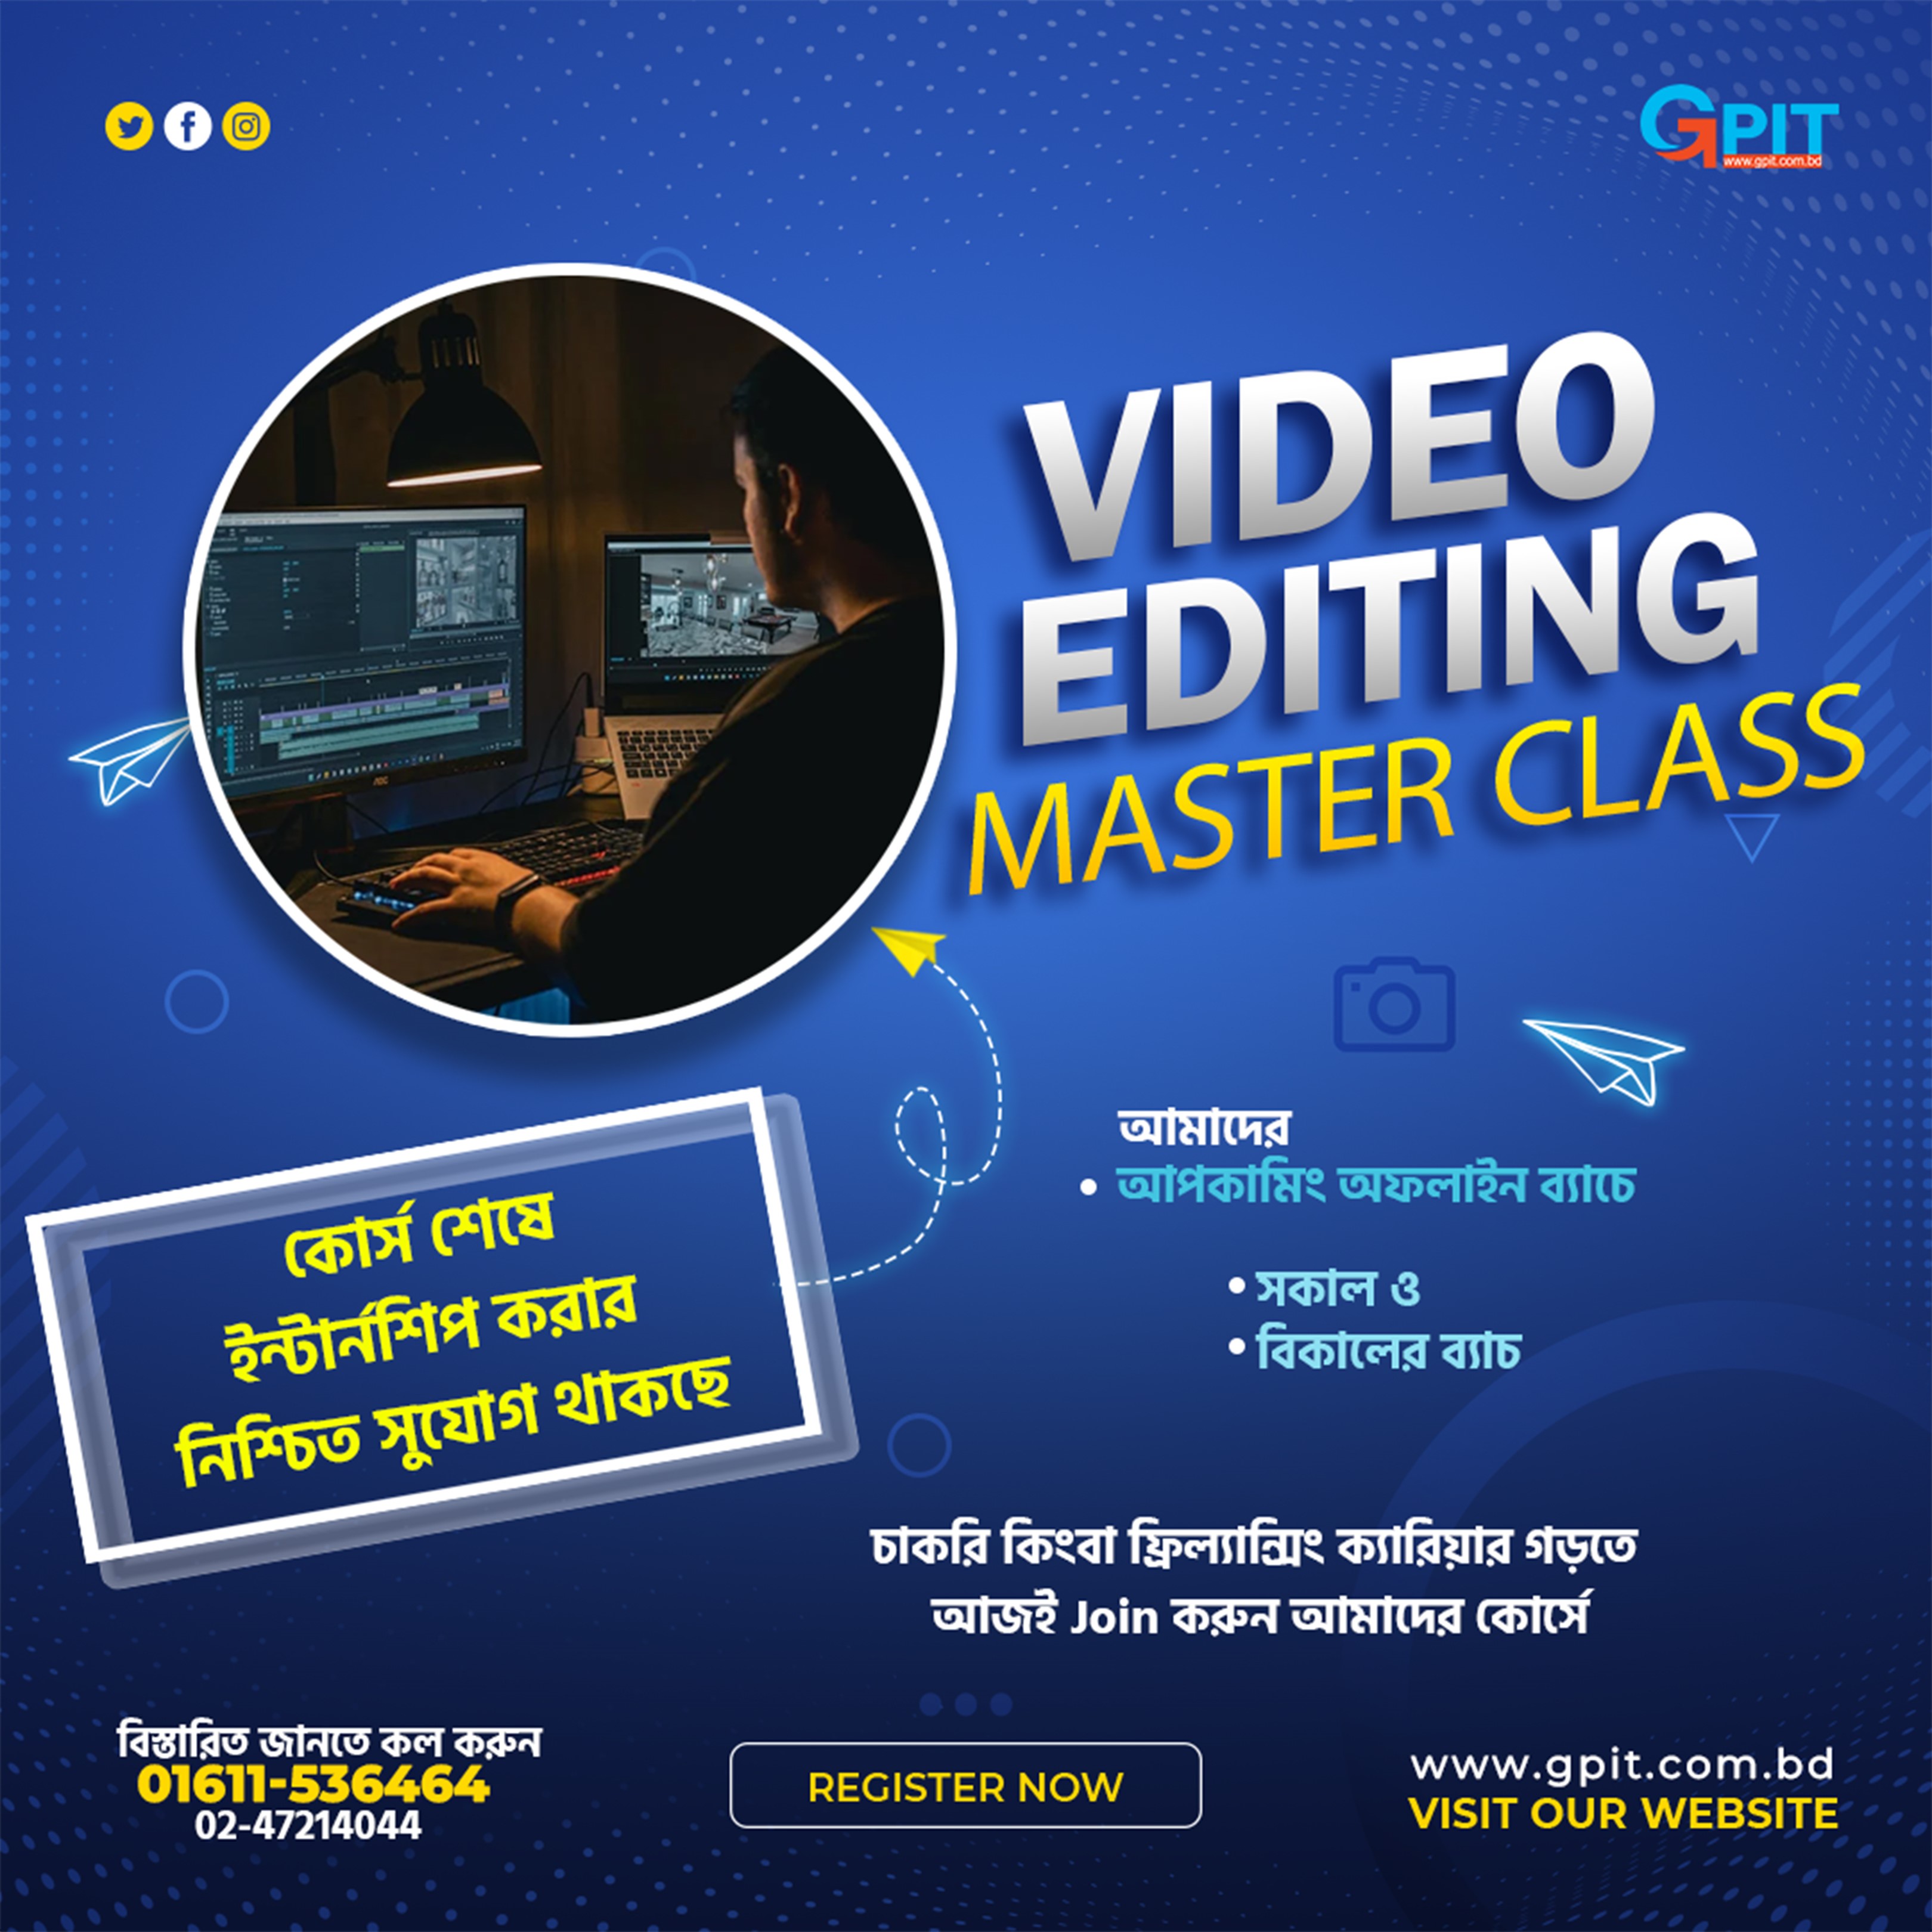 GPIT
www.gpit.com.bd
VIDEO
EDITING
MASTER CLASS
আমাদের
• আপকামিং অফলাইন ব্যাচে
• সকাল ও
• বিকালের ব্যাচ
কোর্স শেষে
ইন্টার্নশিপ করার
নিশ্চিত সুযোগ থাকছে
চাকরি কিংবা ফ্রিল্যান্সিং ক্যারিয়ার গড়তে
আজই Join করুন আমাদের কোর্সে
বিস্তারিত জানতে কল করুন
01611-536464
02-47214044
REGISTER NOW
www.gpit.com.bd
VISIT OUR WEBSITE